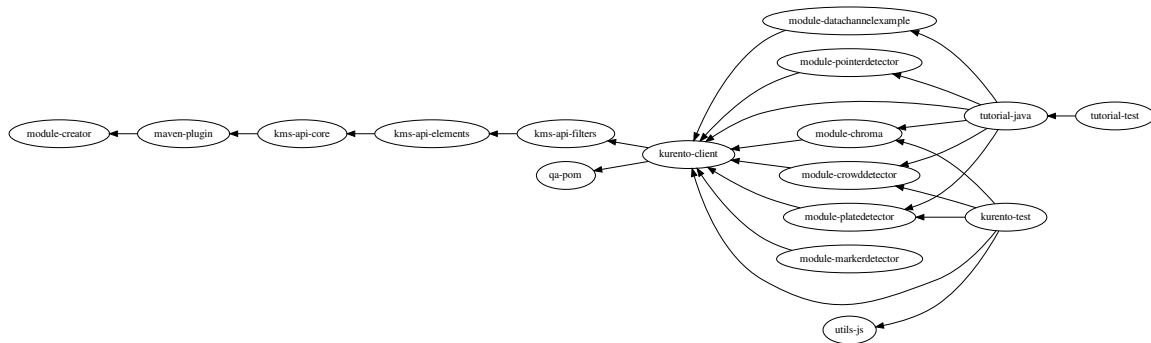 module-datachannelexample
module-pointerdetector
tutorial-java
tutorial-test
module-creator
maven-plugin
kms-api-core
kms-api-elements
kms-api-filters
module-chroma
kurento-client
qa-pom
module-crowddetector
module-platedetector
kurento-test
module-markerdetector
utils-js